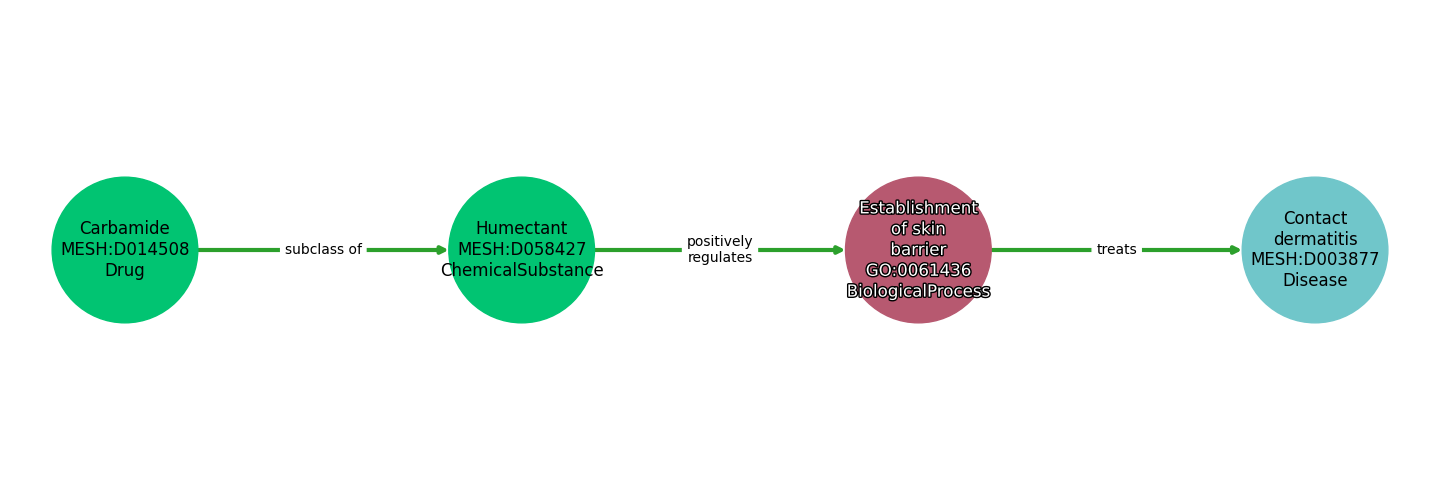 Carbamide
MESH:D014508
Drug
subclass of
Humectant
MESH:D058427
ChemicalSubstance
positively
regulates
Establishment
of skin
barrier
GO:0061436
BiologicalProcess
treats
Contact
dermatitis
MESH:D003877
Disease